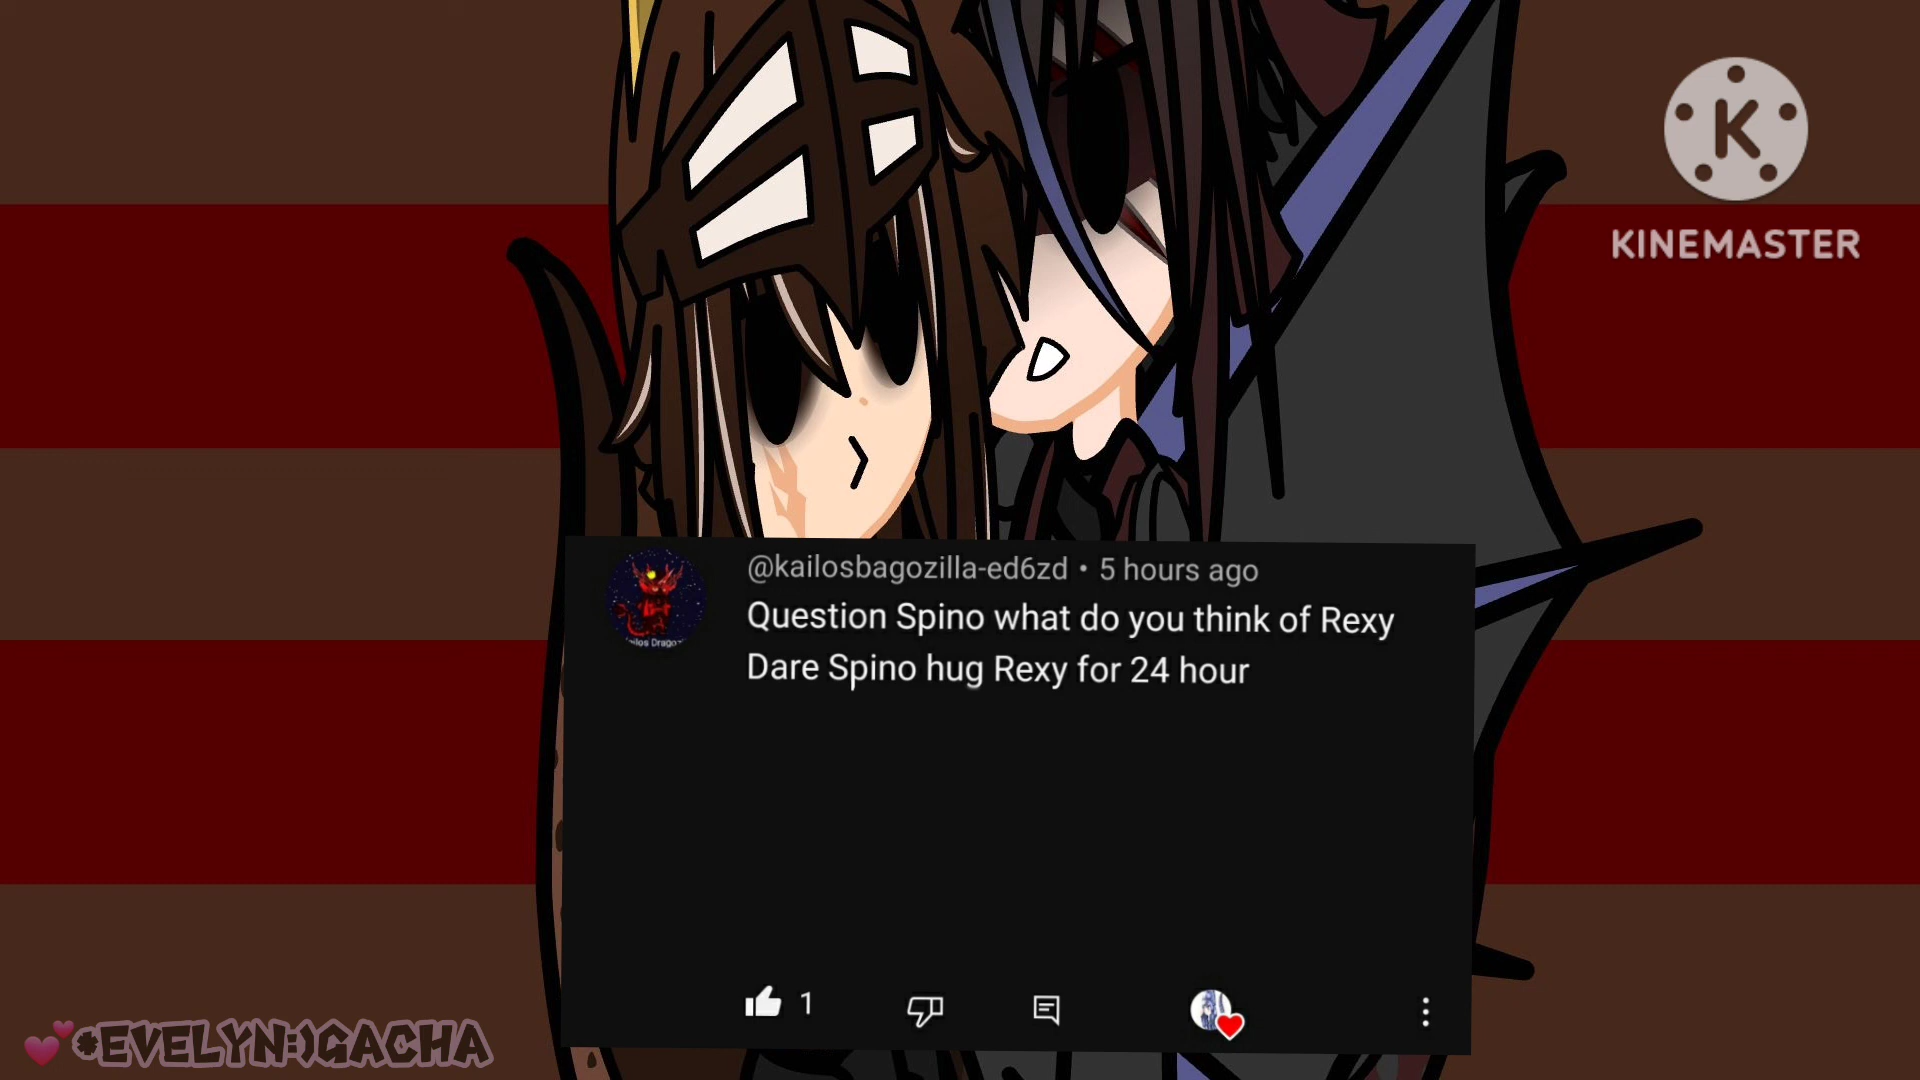 K
KINEMASTER
@kailosbagozilla-ed6zd • 5 hours ago
Question Spino what do you think of Rexy
Dare Spino hug Rexy for 24 hour
1
💕*EVELYN:)GACHA